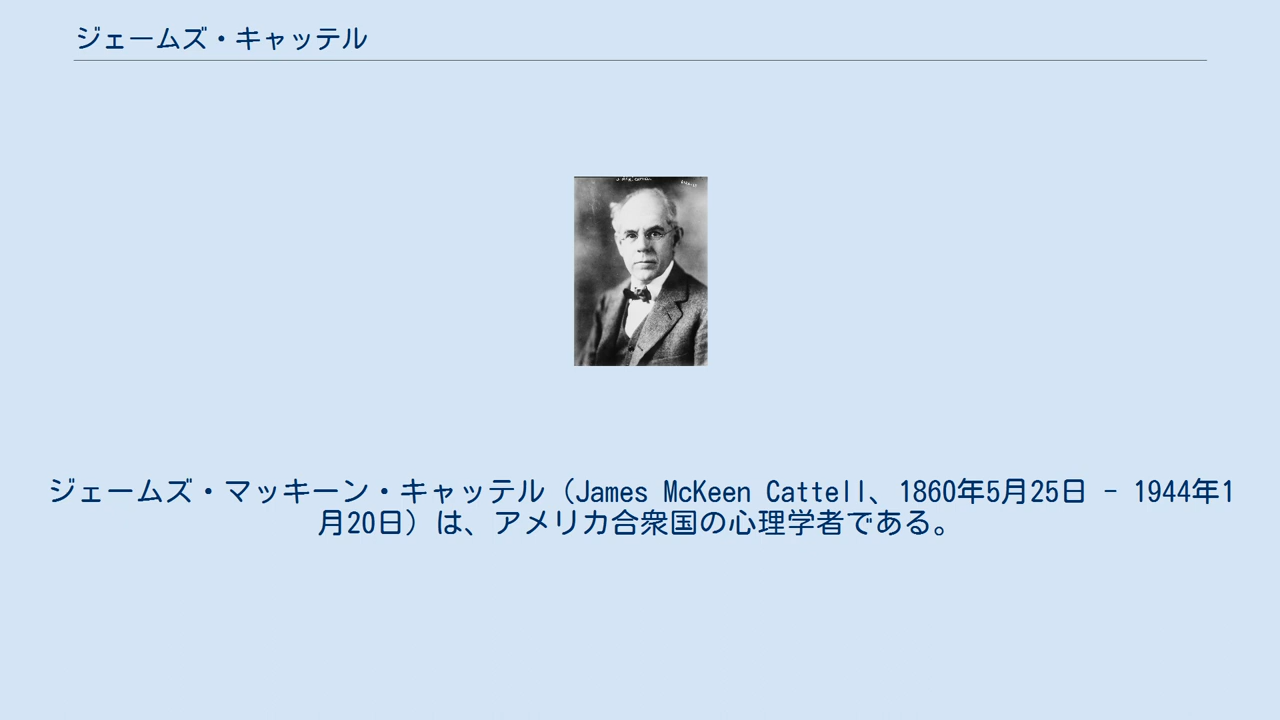 ジェームズ・キャッテル
ジェームズ・マッキーン・キャッテル（James McKeen Cattell、1860年5月25日 - 1944年1
月20日）は、アメリカ合衆国の心理学者である。